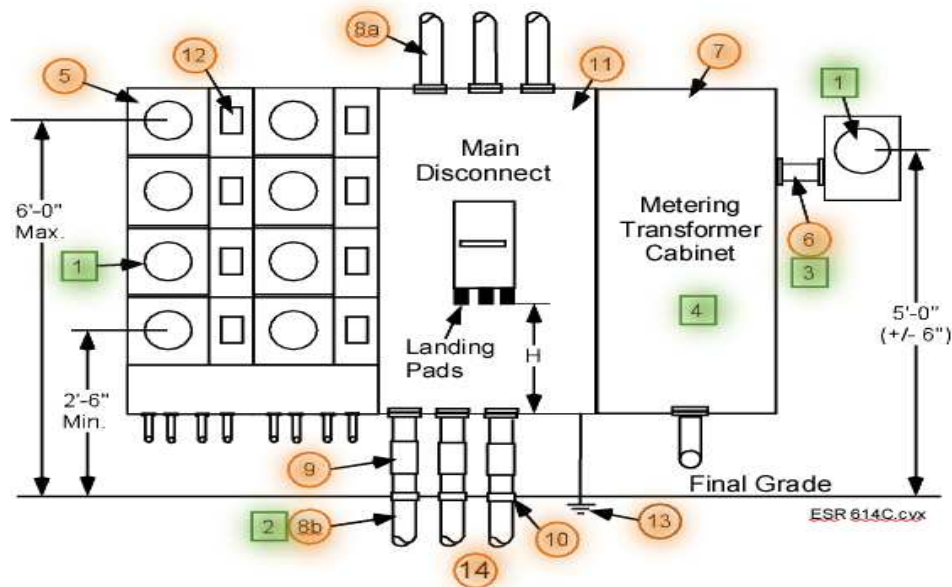 8a
12
11
7
5
1
Main
Disconnect
6'-0"
Max.
Metering
Transformer
Cabinet
6
1
3
4
5'-0"
(+/- 6")
Landing
Pads
H
2'-6"
Min.
9
Final Grade
ESR 614C.cvx
2
8b
10
13
14